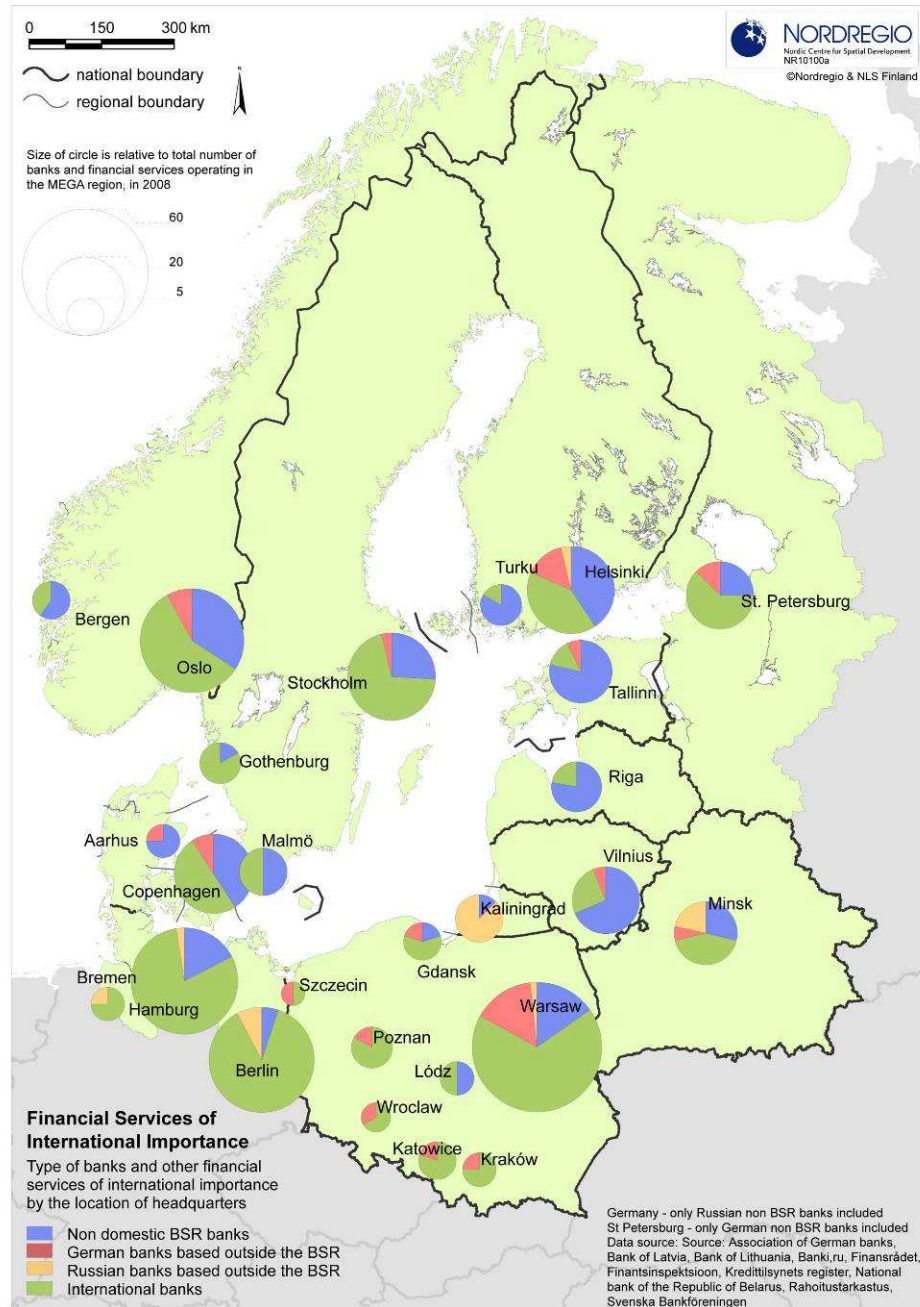 0 150 300 km
national boundary
regional boundary
N
NORDREGIO
Nordic Centre for Spatial Development
NR10100a
©Nordregio & NLS Finland
Size of circle is relative to total number of
banks and financial services operating in
the MEGA region, in 2008
60
20
5
Turku
Helsinki
St. Petersburg
Bergen
Oslo
Stockholm
Tallinn
Gothenburg
Riga
Aarhus
Malmö
Copenhagen
Vilnius
Kaliningrad
Minsk
Gdansk
Bremen
Hamburg
Szczecin
Warsaw
Berlin
Poznan
Lódz
Wroclaw
Katowice
Kraków
Financial Services of
International Importance
Type of banks and other financial
services of international importance
by the location of headquarters
Non domestic BSR banks
German banks based outside the BSR
Russian banks based outside the BSR
International banks
Germany - only Russian non BSR banks included
St Petersburg - only German non BSR banks included
Data source: Source: Association of German banks,
Bank of Latvia, Bank of Lithuania, Banki,ru, Finansrådet,
Finantsinspektsioon, Kredittilsynets register, National
bank of the Republic of Belarus, Rahoitustarkastus,
Svenska Bankföreningen